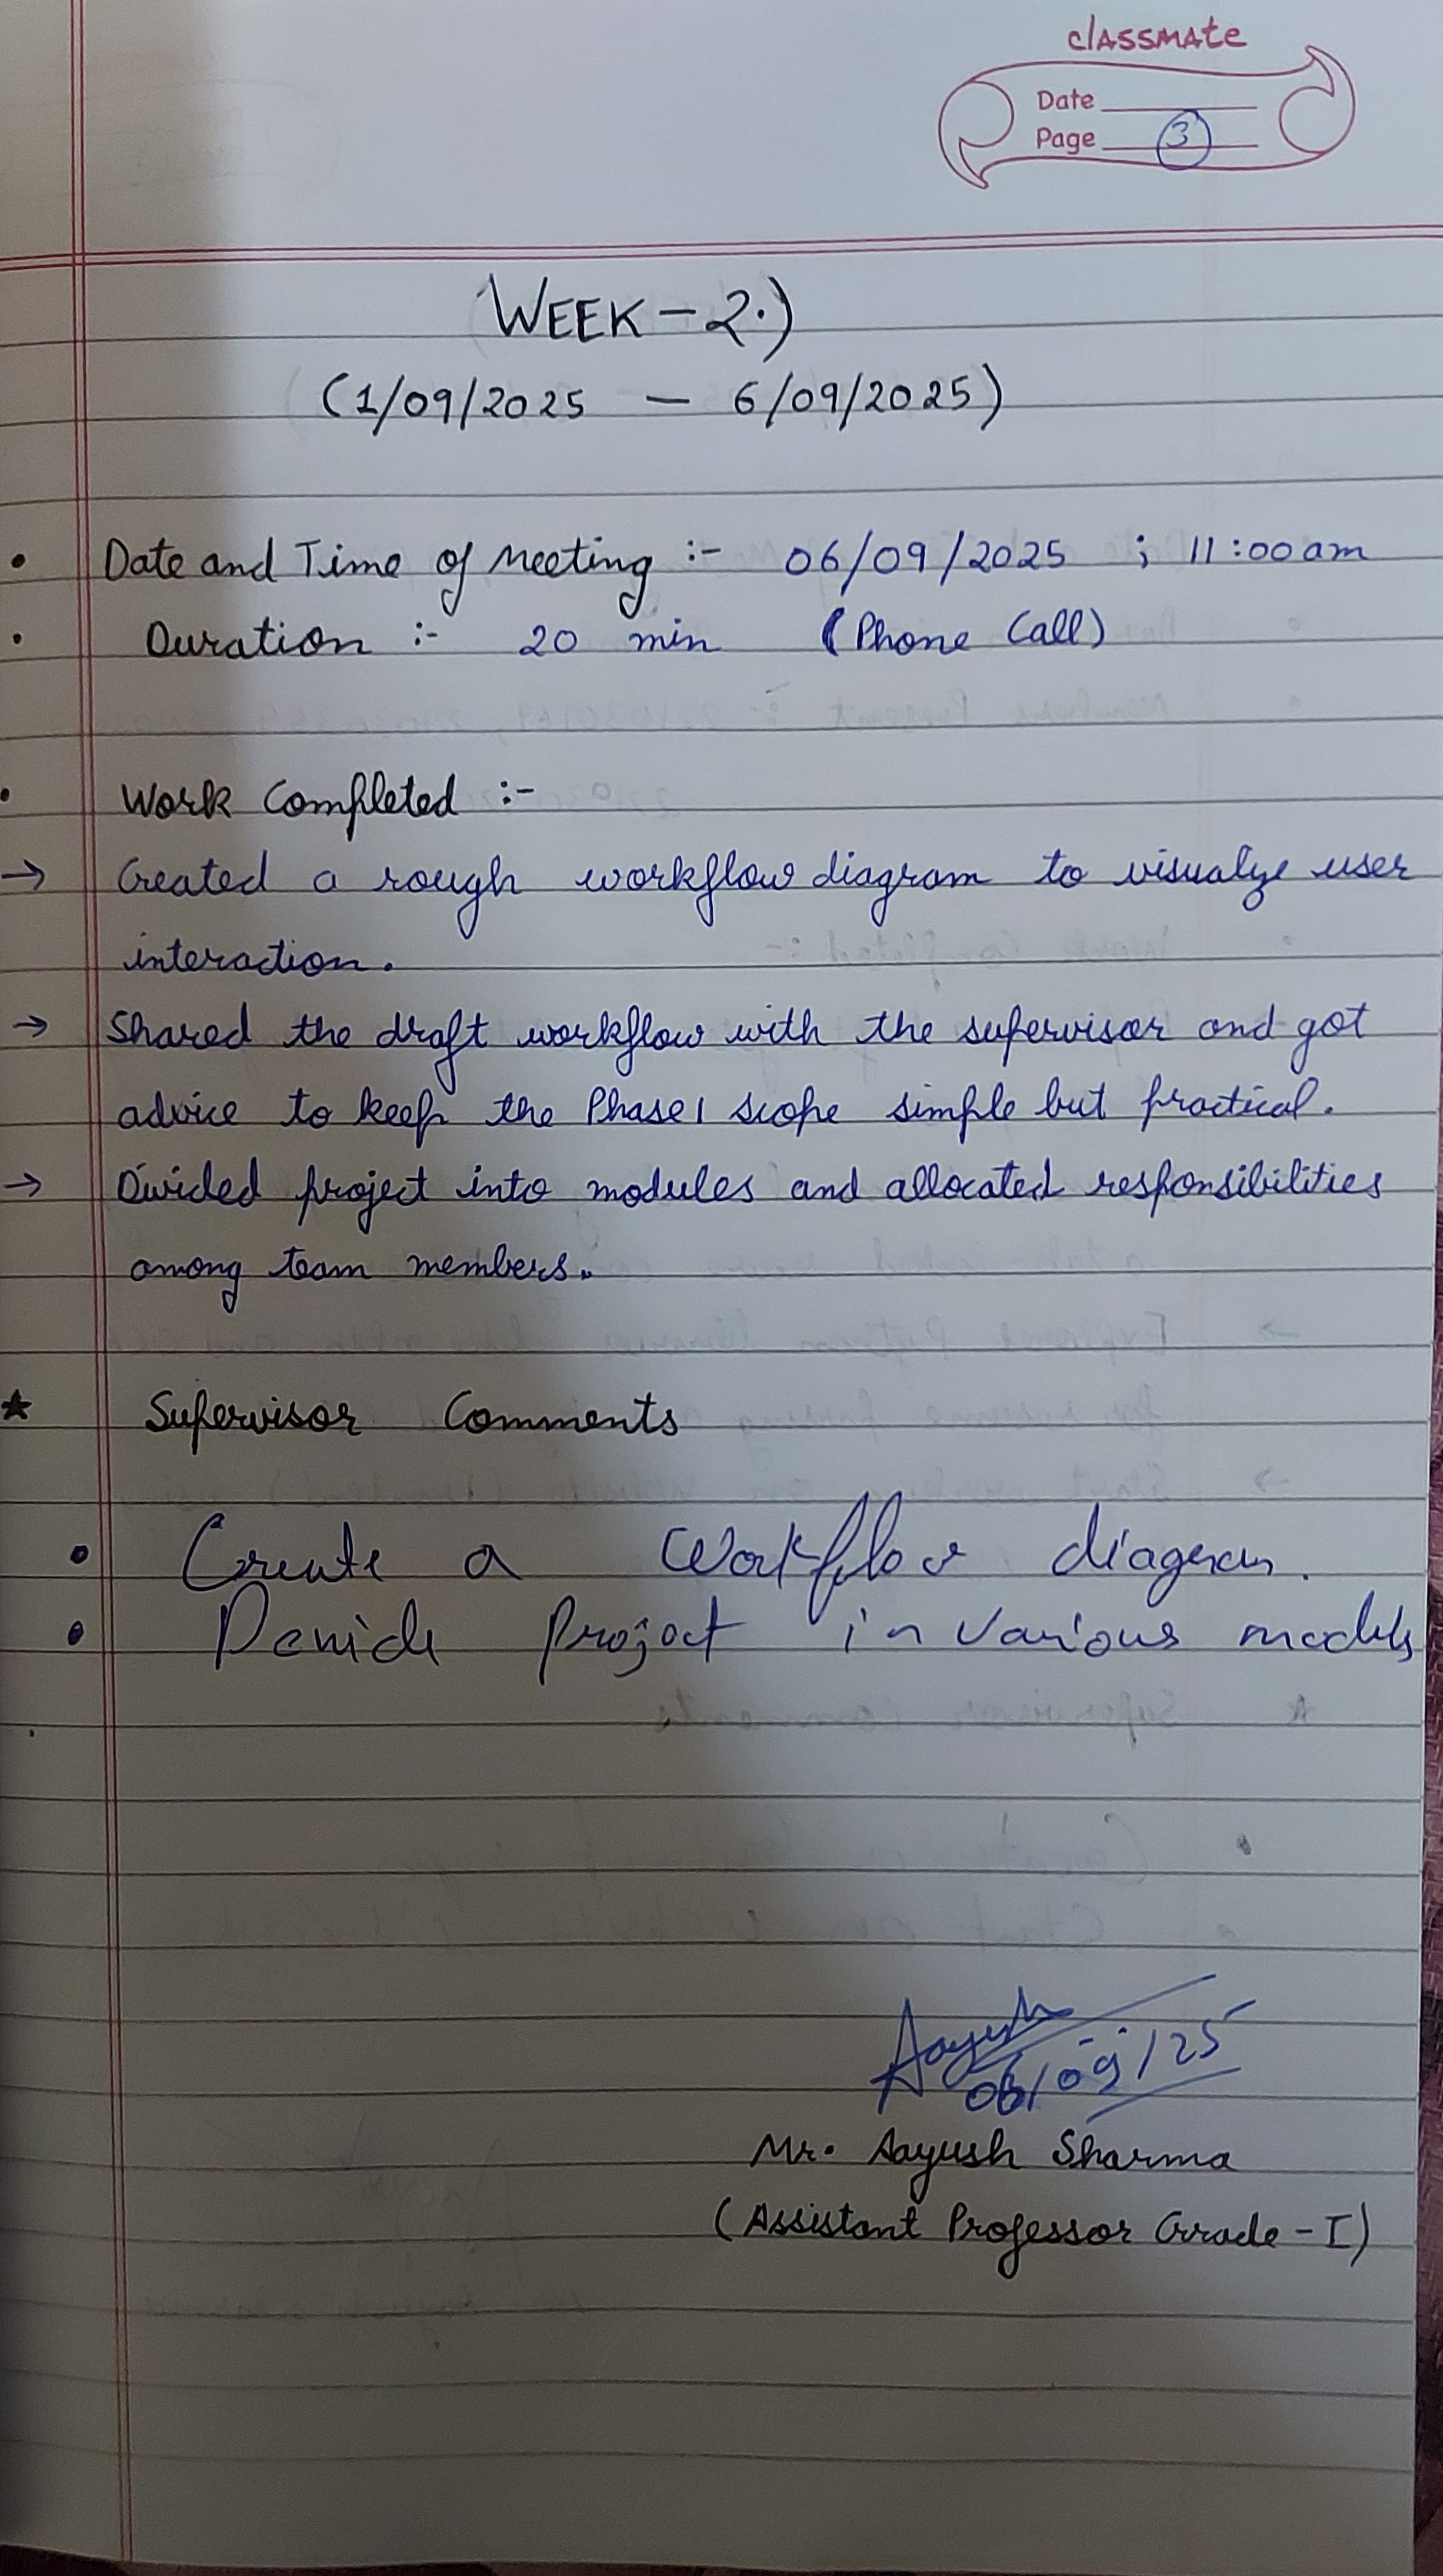 classmate
Date
Page 3
WEEK - 2.)
(1/09/2025 — 6/09/2025)
• Date and Time of Meeting :- 06/09/2025 ; 11:00 am
• Duration :- 20 min (Phone Call)
• Work Completed :-
→ Created a rough workflow diagram to visualze user
interaction.
→ Shared the draft workflow with the supervisor and got
advice to keep the Phase 1 scope simple but practical.
→ Divided project into modules and allocated responsibilities
among team members.
★ Supervisor Comments
• Create a Workflow diagram.
• project in various
Aayush
06/09/25
Mr. Aayush Sharma
(Assistant Professor Grade - I)